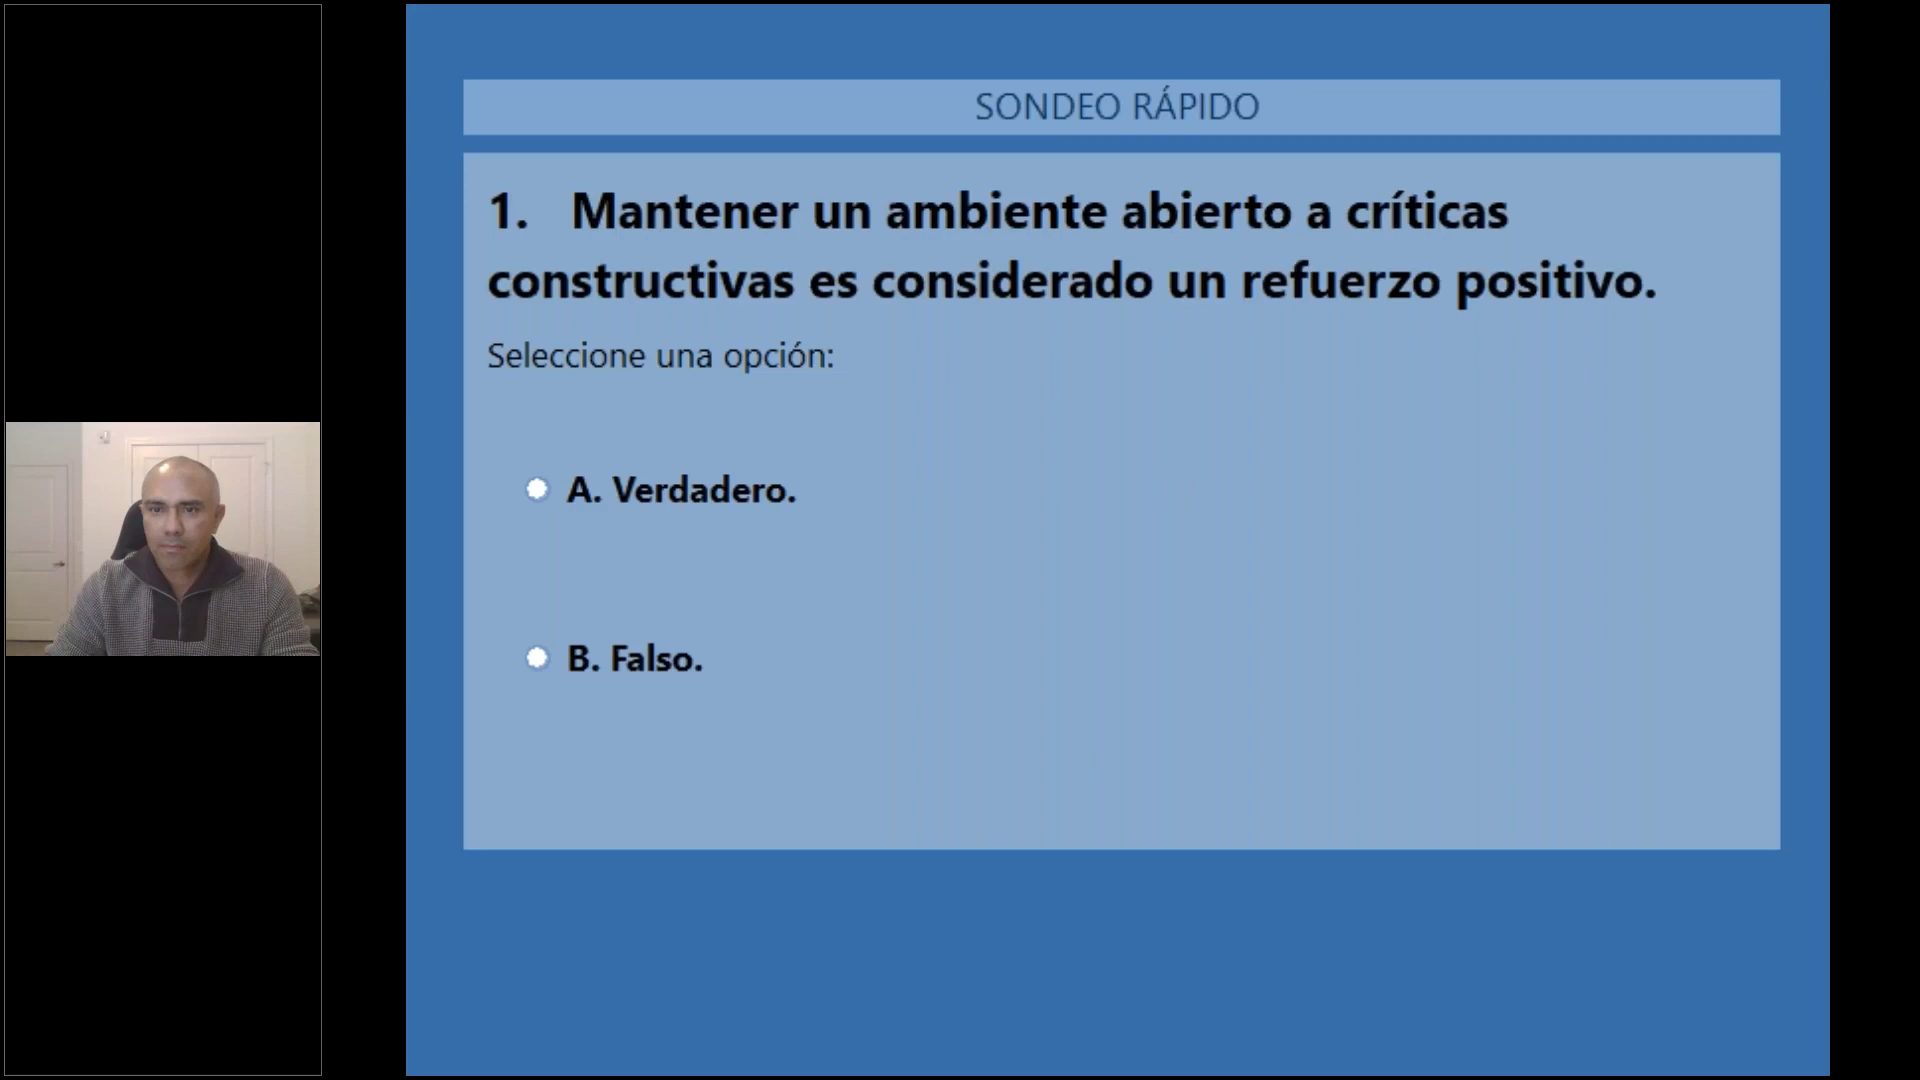 SONDEO RÁPIDO
1. Mantener un ambiente abierto a críticas
constructivas es considerado un refuerzo positivo.
Seleccione una opción:
A. Verdadero.
B. Falso.